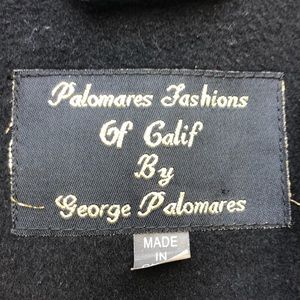 Palomares Fashions
Of Calif
By
George Palomares
MADE
IN